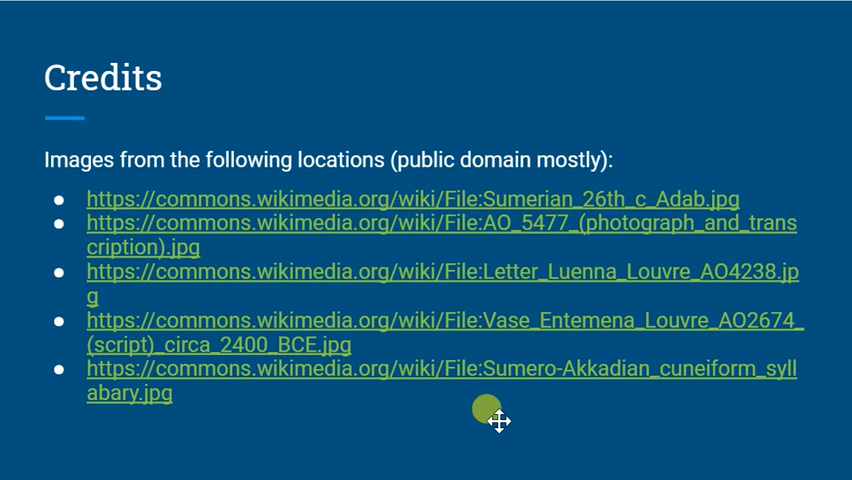 Credits
Images from the following locations (public domain mostly):
● https://commons.wikimedia.org/wiki/File:Sumerian_26th_c_Adab.jpg
● https://commons.wikimedia.org/wiki/File:AO_5477_(photograph_and_trans
cription).jpg
● https://commons.wikimedia.org/wiki/File:Letter_Luenna_Louvre_AO4238.jp
g
● https://commons.wikimedia.org/wiki/File:Vase_Entemena_Louvre_AO2674_
(script)_circa_2400_BCE.jpg
● https://commons.wikimedia.org/wiki/File:Sumero-Akkadian_cuneiform_syll
abary.jpg